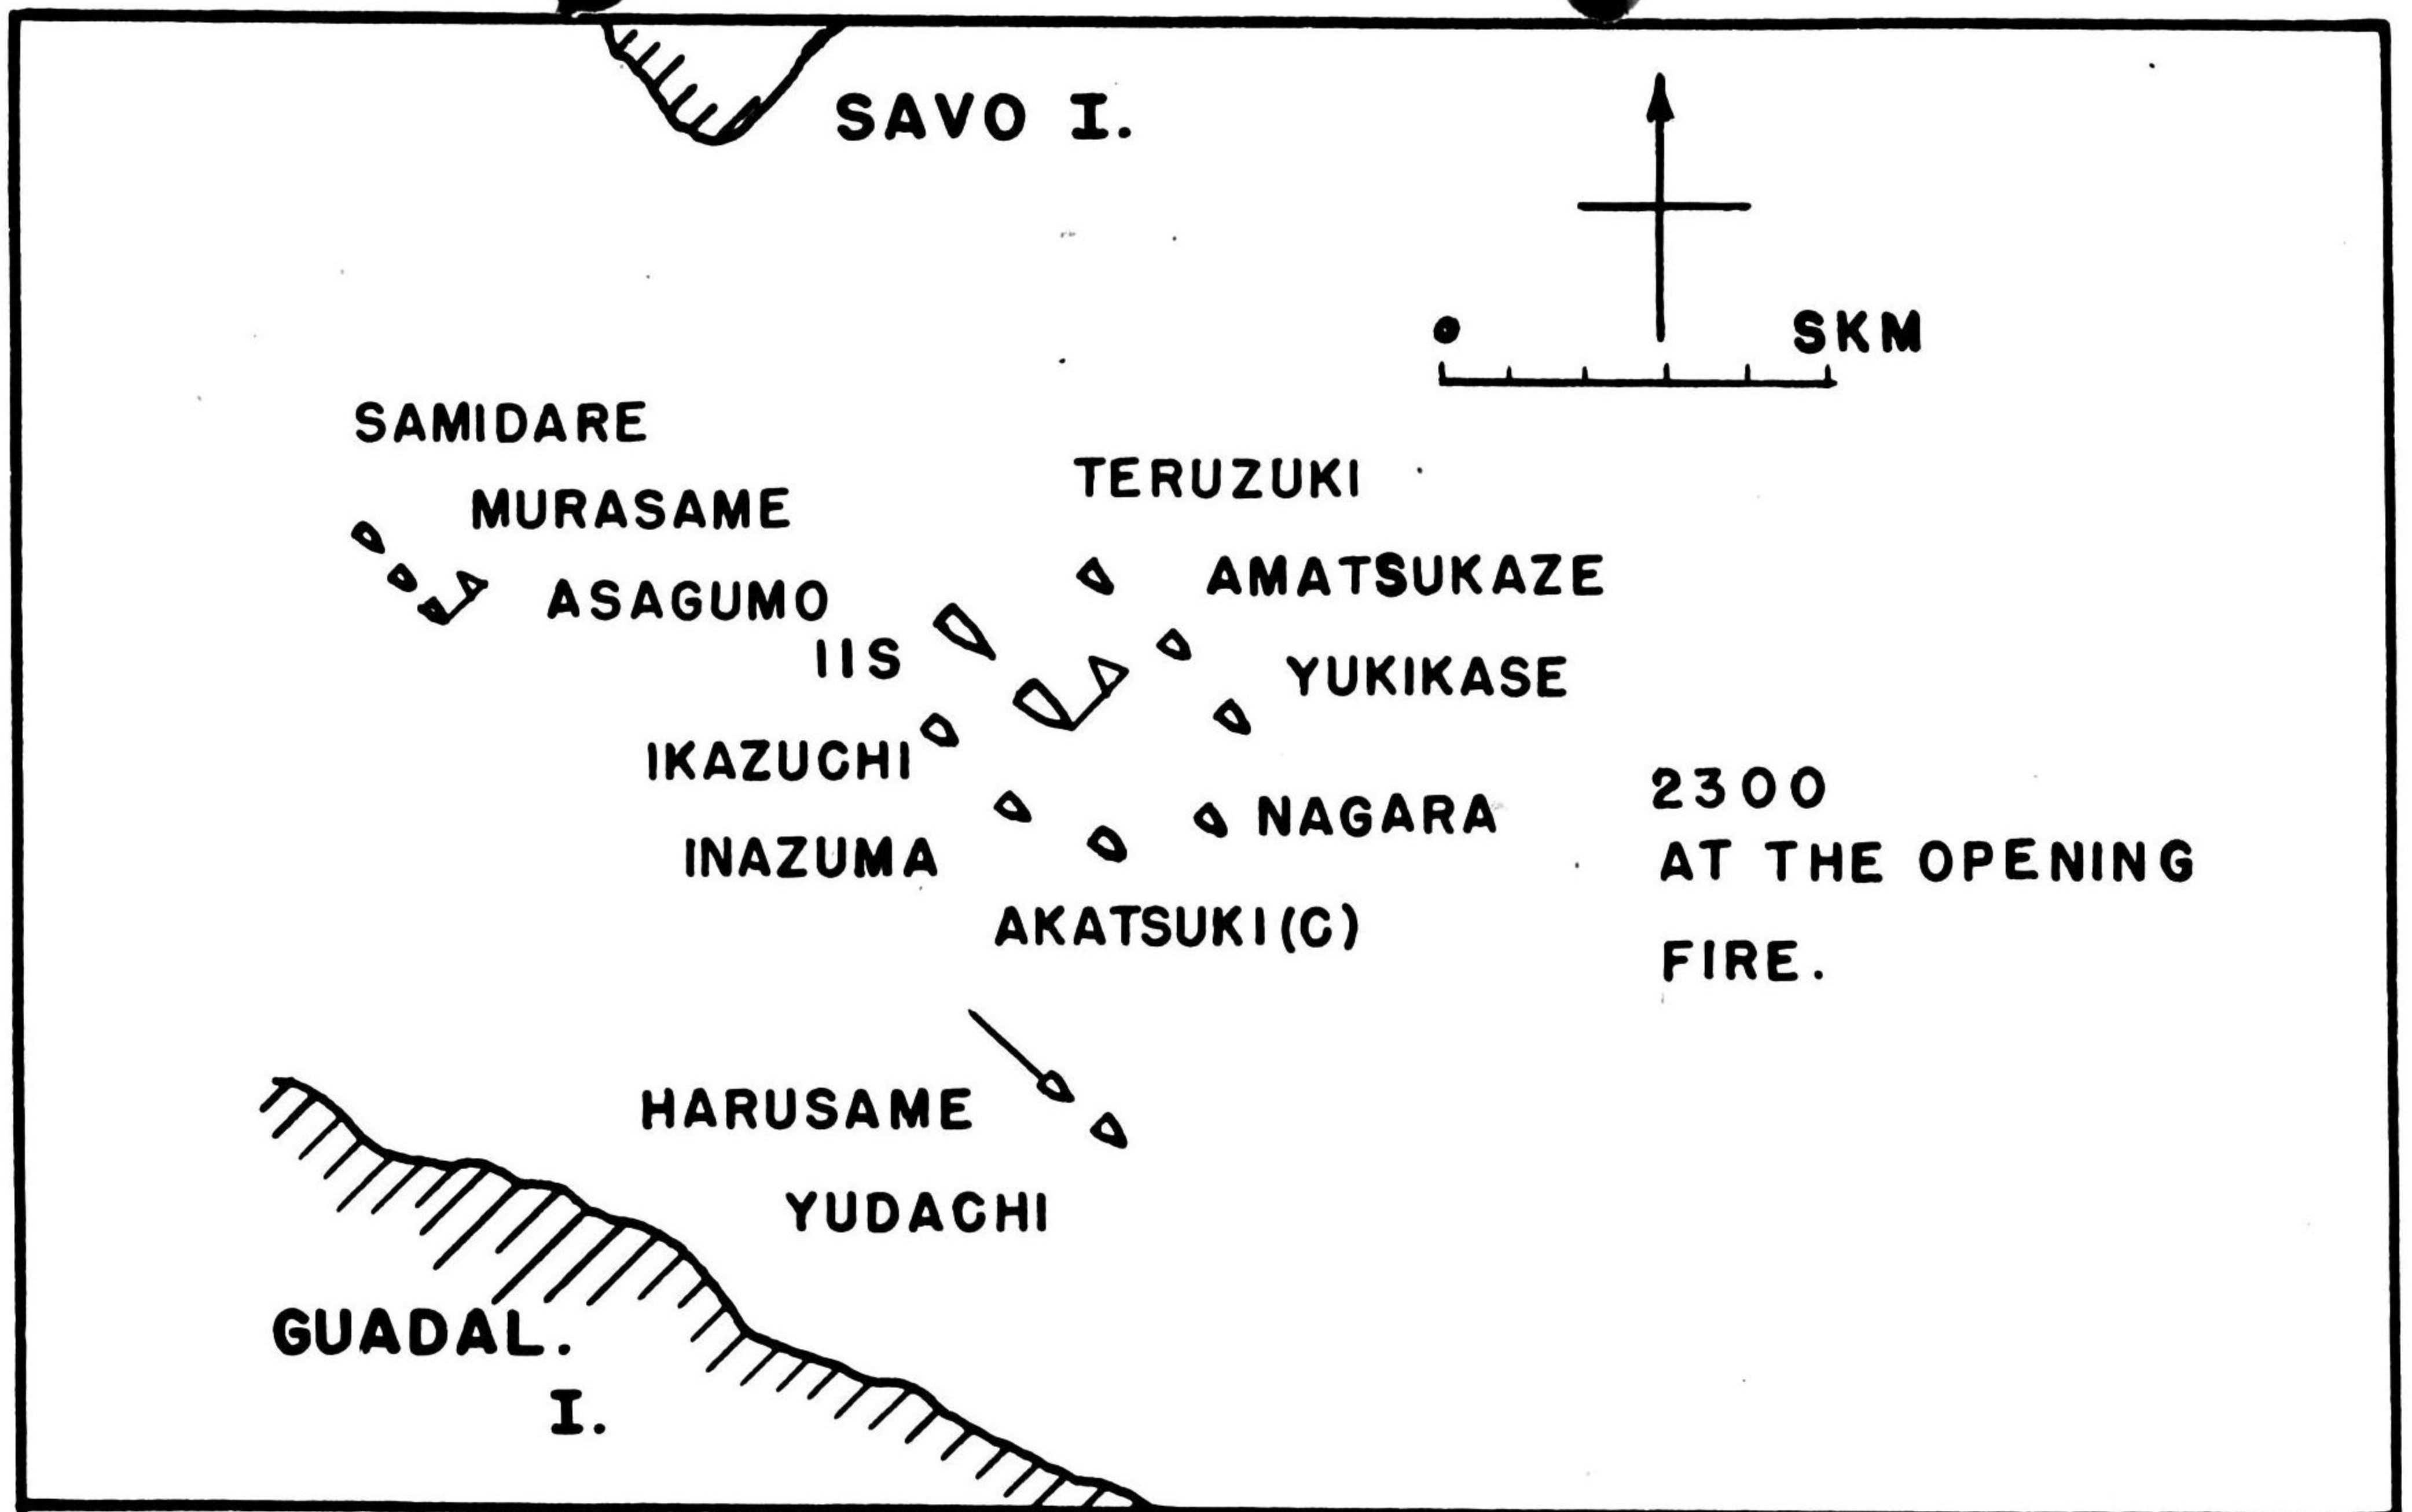 SAVO I.
SKM
SAMIDARE
TERUZUKI
MURASAME
AMATSUKAZE
ASAGUMO
IIS
YUKIKASE
IKAZUCHI
2300
NAGARA
AT THE OPENING
INAZUMA
AKATSUKI(C)
FIRE.
HARUSAME
YUDACHI
GUADAL.
I.